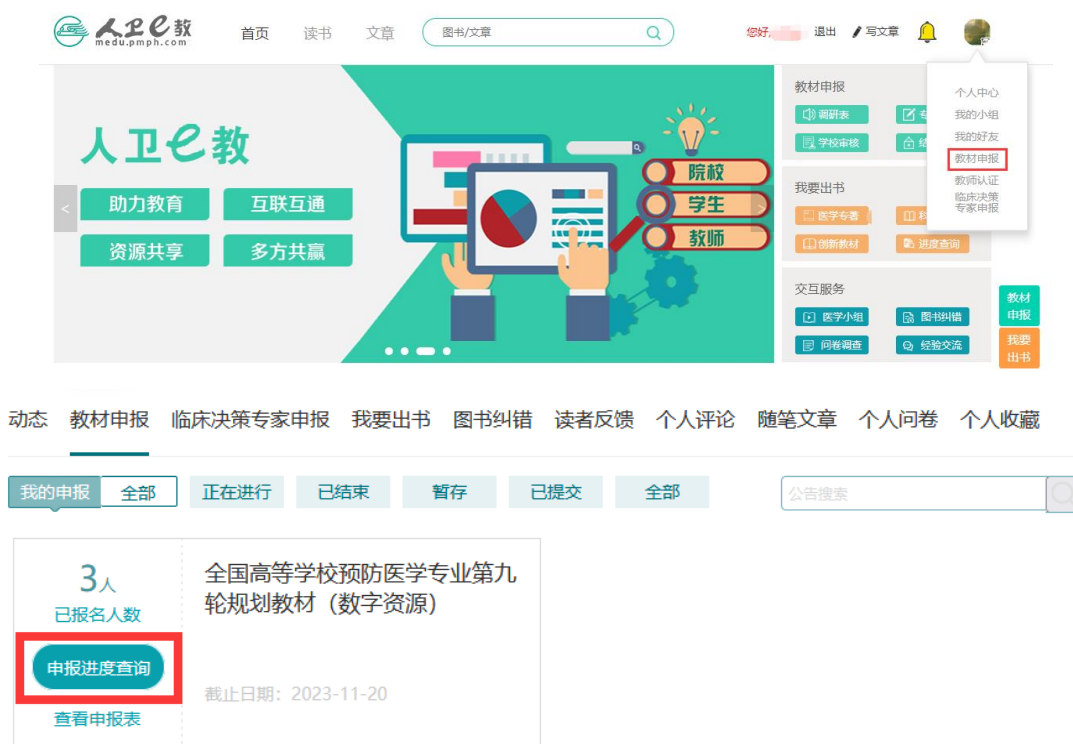 人卫e教
medu.pmph.com
首页 读书 文章
图书/文章
您好, 退出 写文章
个人中心
我的小组
我的好友
教材申报
教师认证
临床决策
专家申报
人卫e教
助力教育 互联互通
资源共享 多方共赢
<
>
院校
学生
教师
教材申报
调研表
学校审核
我要出书
医学专著
创新教材 进度查询
交互服务
医学小组 图书纠错
问卷调查 经验交流
教材
申报
我要
出书
动态 教材申报 临床决策专家申报 我要出书 图书纠错 读者反馈 个人评论 随笔文章 个人问卷 个人收藏
我的申报 全部 正在进行 已结束 暂存 已提交 全部 公告搜索
3人
已报名人数
申报进度查询
查看申报表
全国高等学校预防医学专业第九
轮规划教材（数字资源）
截止日期：2023-11-20